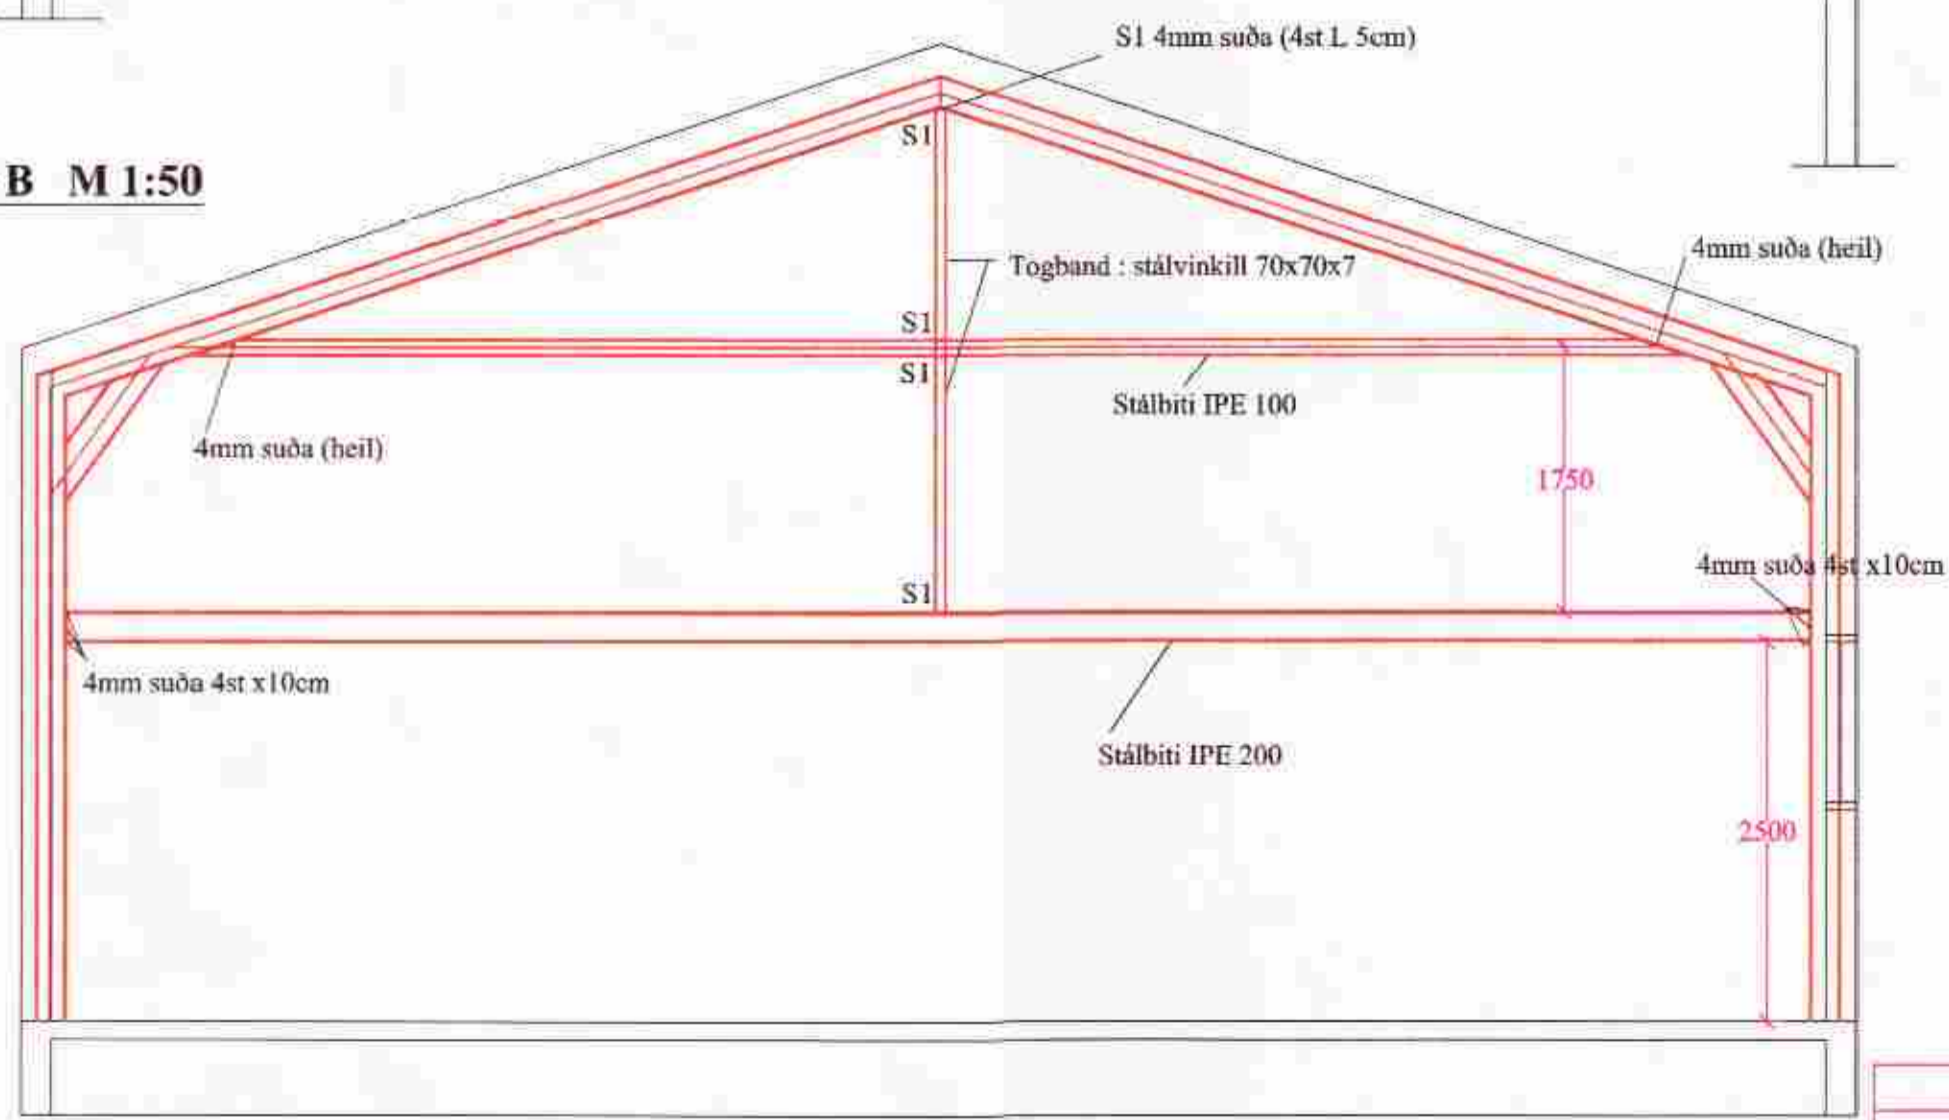 S1 4mm suða (4st L 5cm)
S1
B M 1:50
4mm suða (heil)
Togband : stálvinkill 70x70x7
S1
S1
Stálbiti IPE 100
4mm suða (heil)
1750
4mm suða 4st x10cm
S1
4mm suða 4st x10cm
Stálbiti IPE 200
2500